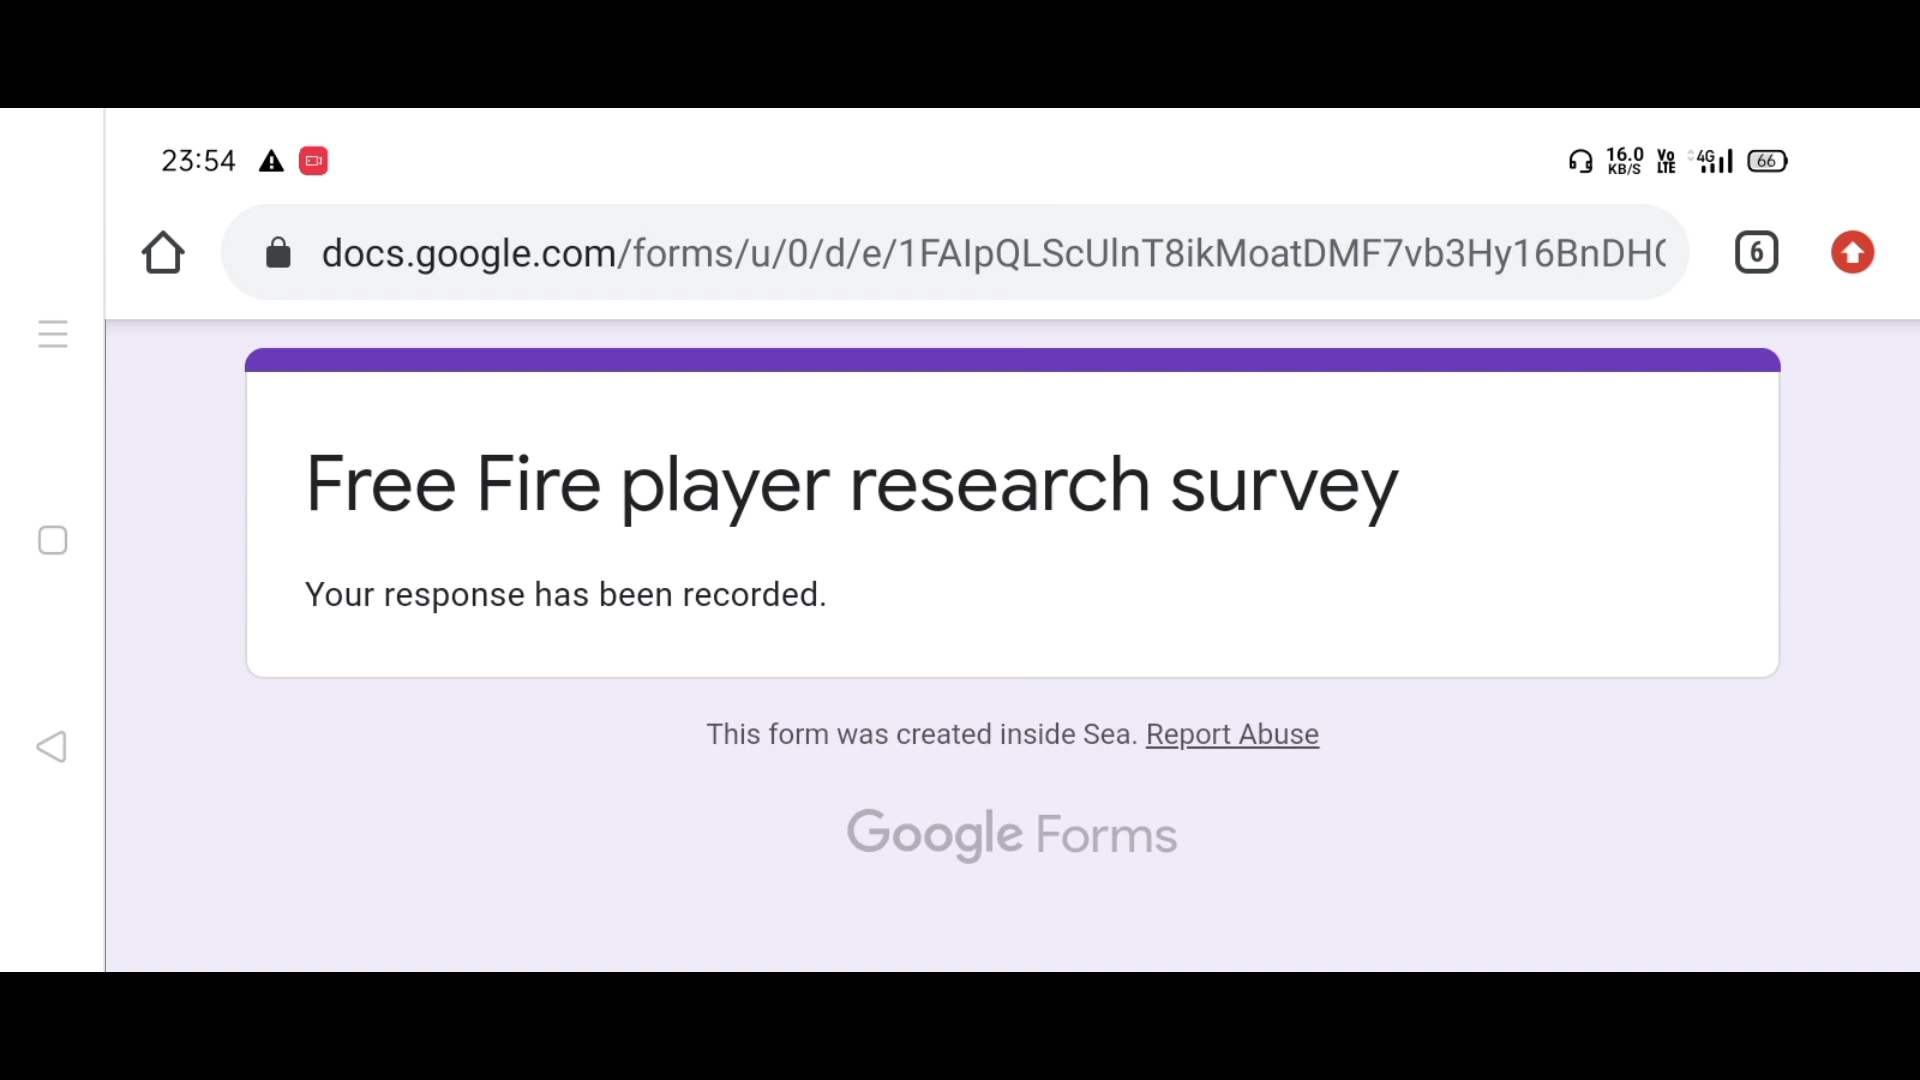 23:54
16.0 KB/S Vo LTE 4G 66
docs.google.com/forms/u/0/d/e/1FAIpQLScUlnT8ikMoatDMF7vb3Hy16BnDH
6
Free Fire player research survey
Your response has been recorded.
This form was created inside Sea. Report Abuse
Google Forms